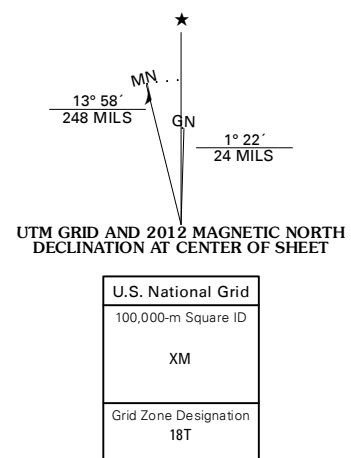 ★
MN
GN
13° 58´
248 MILS
1° 22´
24 MILS
UTM GRID AND 2012 MAGNETIC NORTH
DECLINATION AT CENTER OF SHEET
U.S. National Grid
100,000-m Square ID
XM
Grid Zone Designation
18T